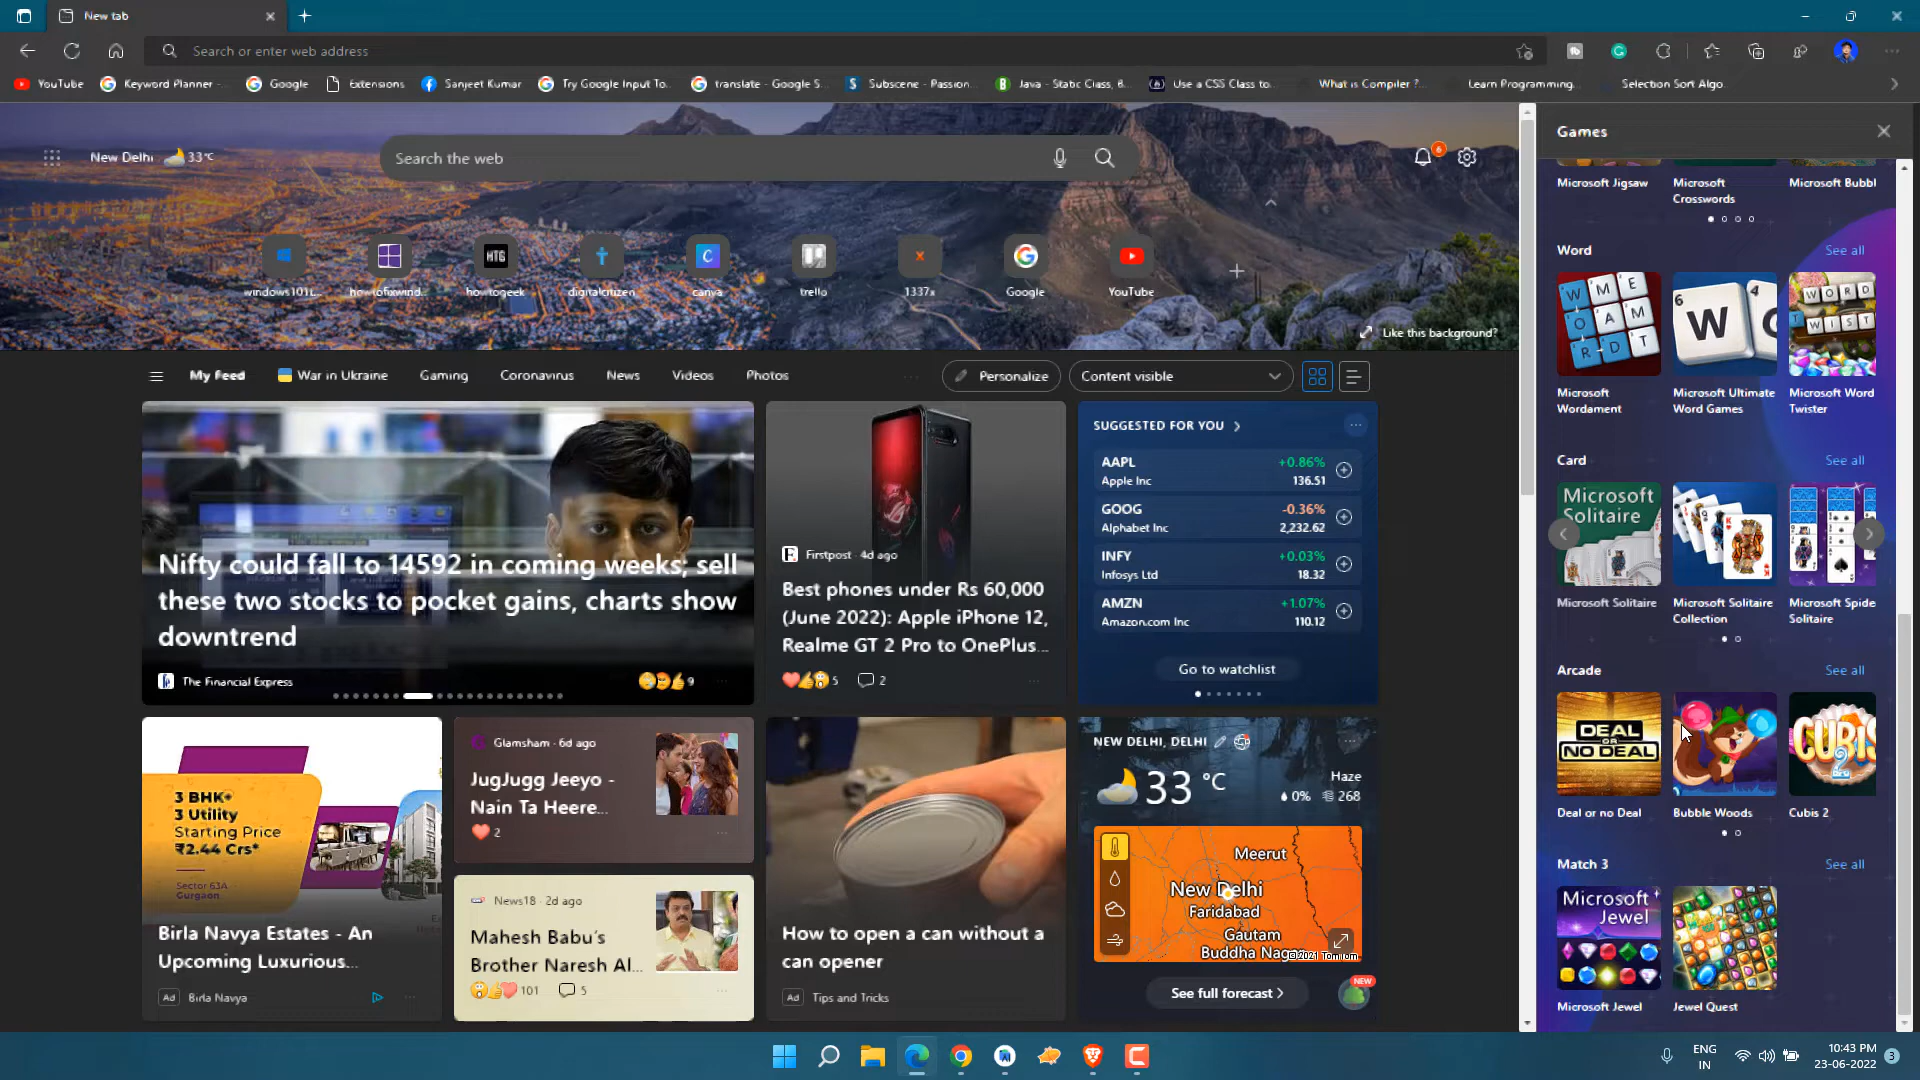 New tab
Search or enter web address
YouTube
Keyword Planner -
Google
Extensions
Sanjeet Kumar
Try Google Input To..
translate - Google S...
Subscene - Passion...
Java - Static Class, B...
Use a CSS Class to...
What is Compiler ?...
Learn Programming...
Selection Sort Algo...
New Delhi 33°C
Search the web
6
windows101t...
howtofixwind...
HTG
howtogeek
digitalcitizen
canva
trello
1337x
Google
YouTube
Like this background?
My Feed
War in Ukraine
Gaming
Coronavirus
News
Videos
Photos
Personalize
Content visible
Nifty could fall to 14592 in coming weeks; sell
these two stocks to pocket gains, charts show
downtrend
The Financial Express
9
Firstpost · 4d ago
Best phones under Rs 60,000
(June 2022): Apple iPhone 12,
Realme GT 2 Pro to OnePlus...
5
2
SUGGESTED FOR YOU
AAPL +0.86%
Apple Inc 136.51
GOOG -0.36%
Alphabet Inc 2,232.62
INFY +0.03%
Infosys Ltd 18.32
AMZN +1.07%
Amazon.com Inc 110.12
Go to watchlist
3 BHK+
3 Utility
Starting Price
₹2.44 Crs*
Sector 63A
Gurgaon
Birla Navya Estates - An
Upcoming Luxurious...
Ad Birla Navya
Glamsham · 6d ago
JugJugg Jeeyo -
Nain Ta Heere...
2
News18 · 2d ago
Mahesh Babu's
Brother Naresh Al...
101
5
How to open a can without a
can opener
Ad Tips and Tricks
NEW DELHI, DELHI
33 °C
Haze
0% 268
Meerut
New Delhi
Faridabad
Gautam
Buddha Nag
©2021 TomTom
See full forecast
NEW
Games
Microsoft Jigsaw
Microsoft
Crosswords
Microsoft Bubbl
Word
See all
Microsoft
Wordament
Microsoft Ultimate
Word Games
Microsoft Word
Twister
Card
See all
Microsoft
Solitaire
Microsoft Solitaire
Microsoft Solitaire
Collection
Microsoft Spide
Solitaire
Arcade
See all
DEAL
OR
NO DEAL
CUBIS
2
Deal or no Deal
Bubble Woods
Cubis 2
Match 3
See all
Microsoft
Jewel
Microsoft Jewel
Jewel Quest
ENG
IN
10:43 PM
23-06-2022
3